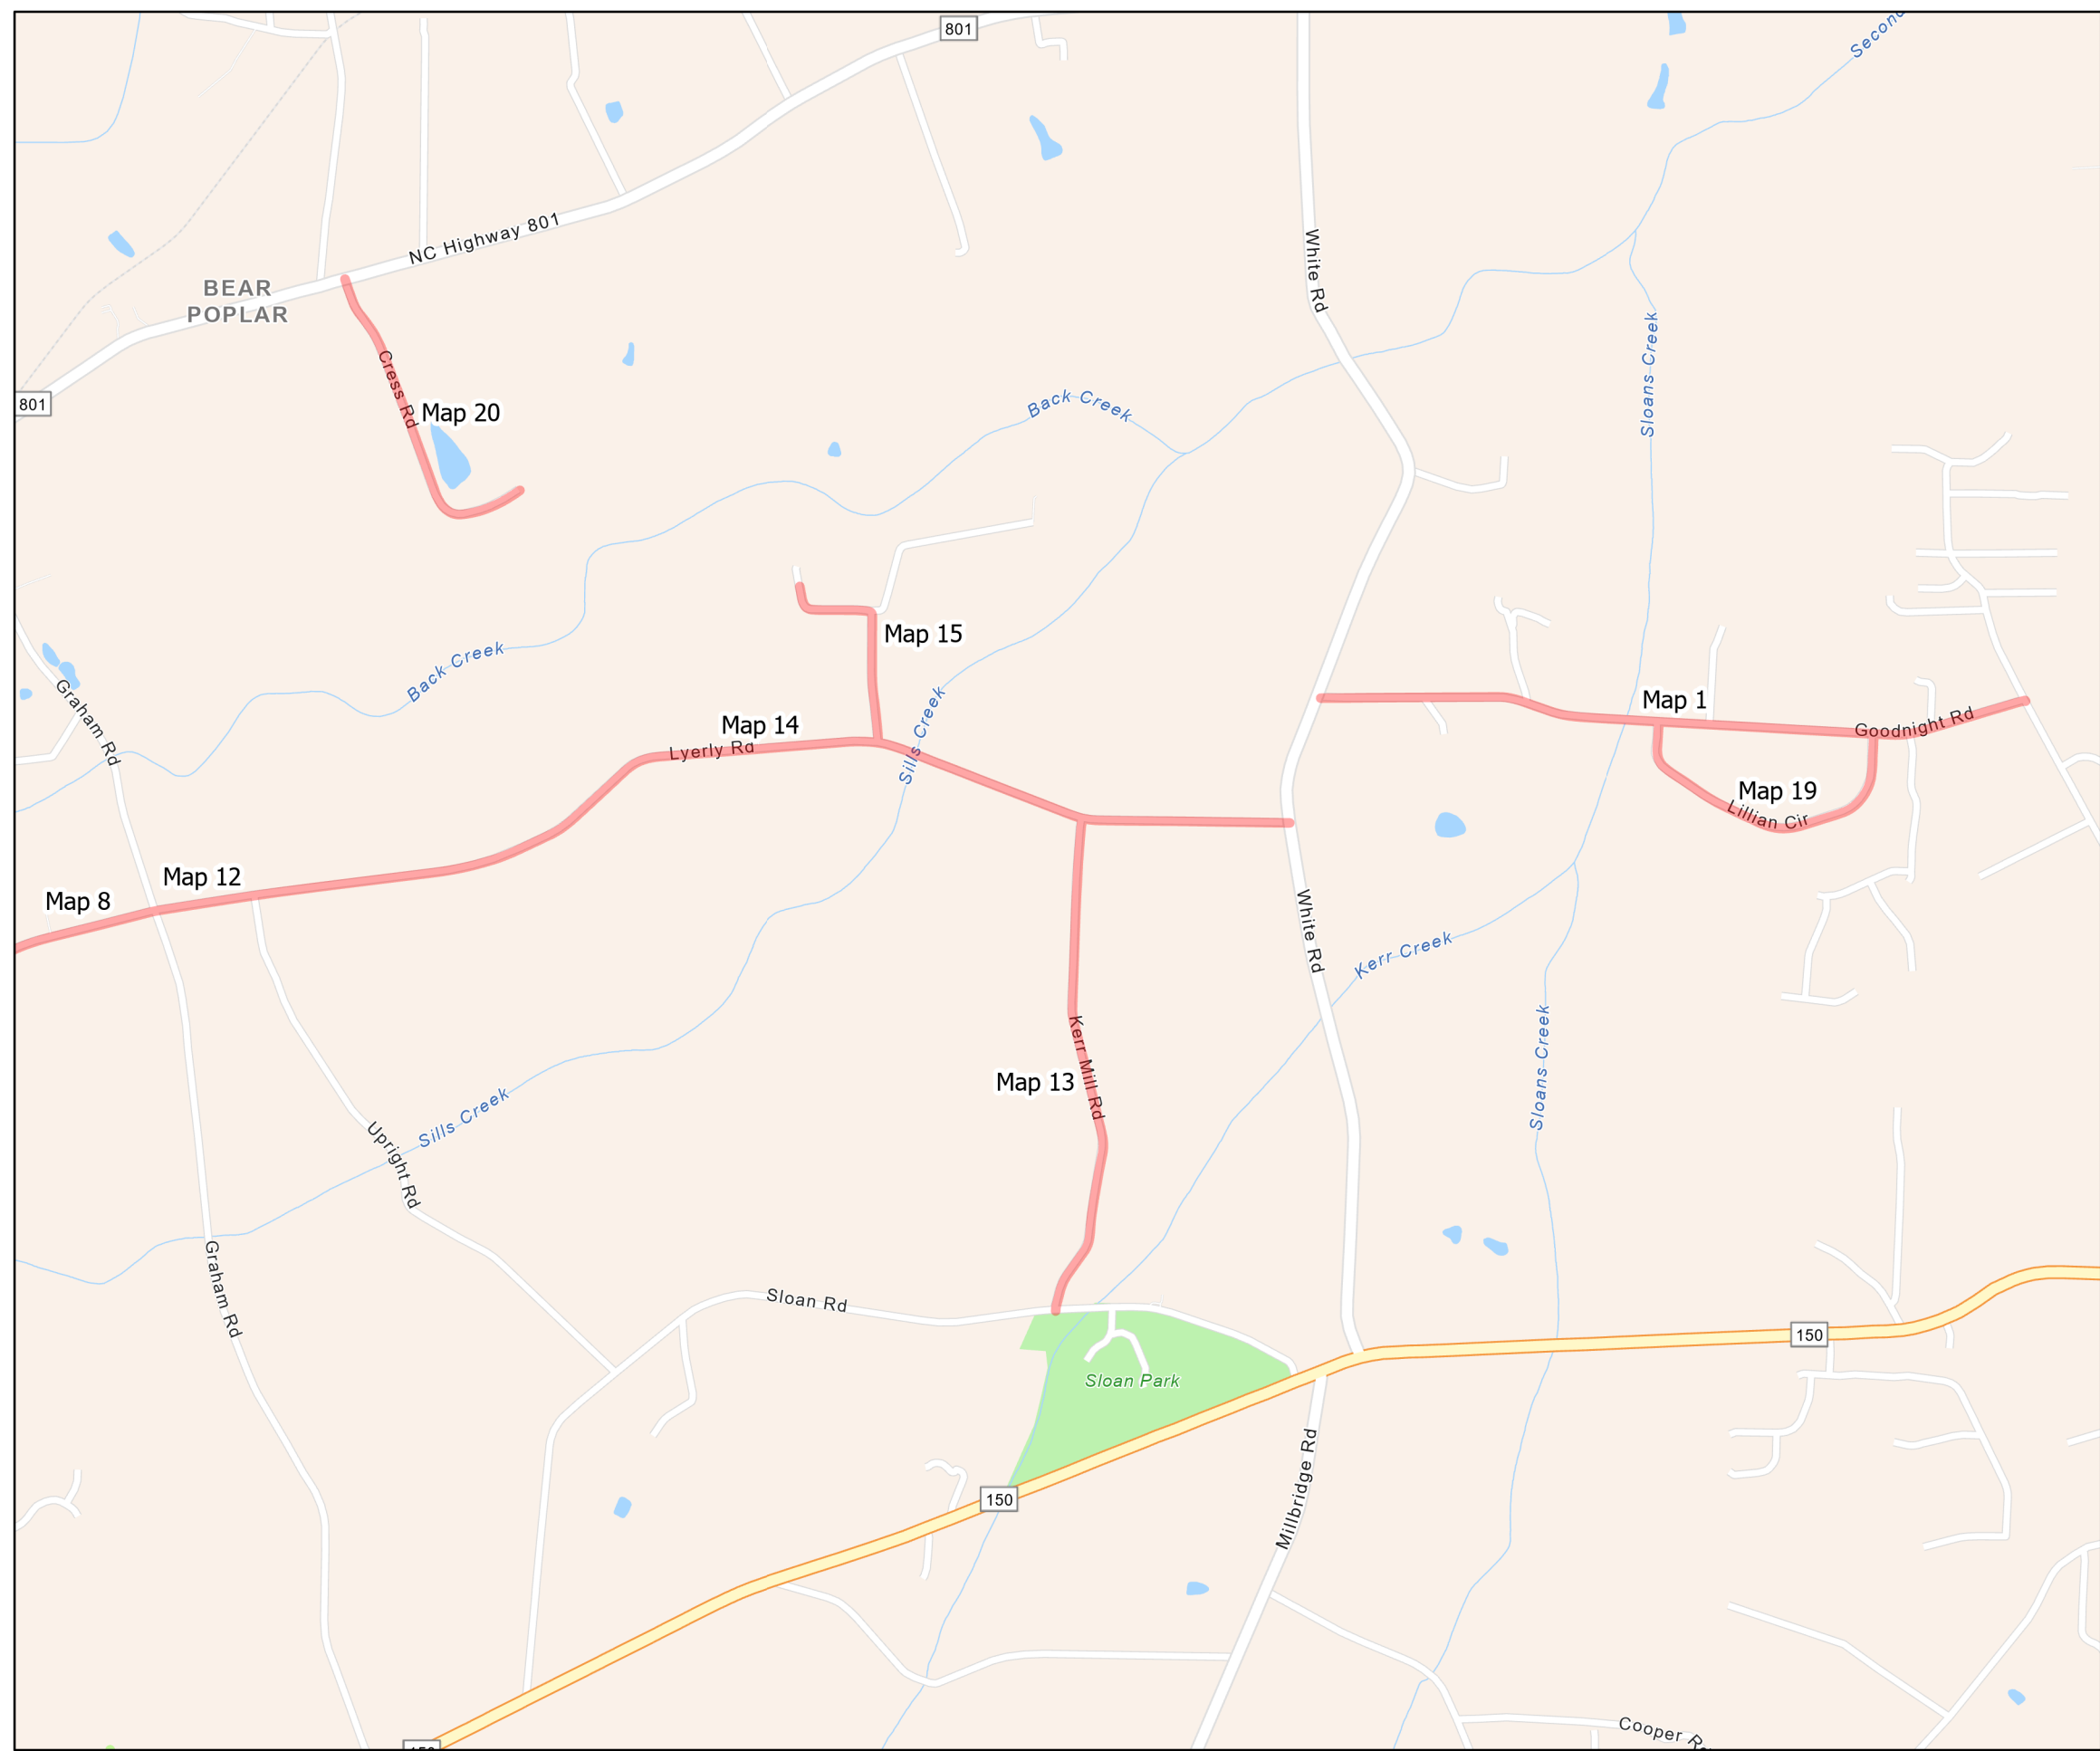 801
Second
NC Highway 801
White Rd
BEAR
POPLAR
Sloans Creek
Cress Rd
Map 20
801
Back Creek
Map 15
Back Creek
Graham Rd
Map 14
Lyerly Rd
Sills Creek
Map 1
Goodnight Rd
Map 19
Lillian Cir
Map 12
Map 8
White Rd
Kerr Creek
Sloans Creek
Kerr Mill Rd
Map 13
Sills Creek
Upright Rd
Graham Rd
Sloan Rd
150
Sloan Park
150
Millbridge Rd
Cooper Rd